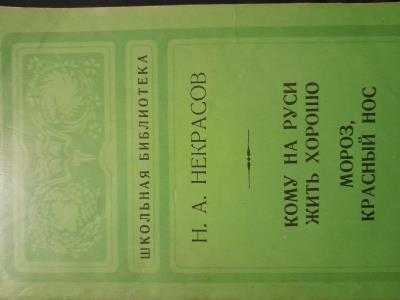 ШКОЛЬНАЯ БИБЛИОТЕКА
Н. А. НЕКРАСОВ
КОМУ НА РУСИ
ЖИТЬ ХОРОШО
МОРОЗ,
КРАСНЫЙ НОС